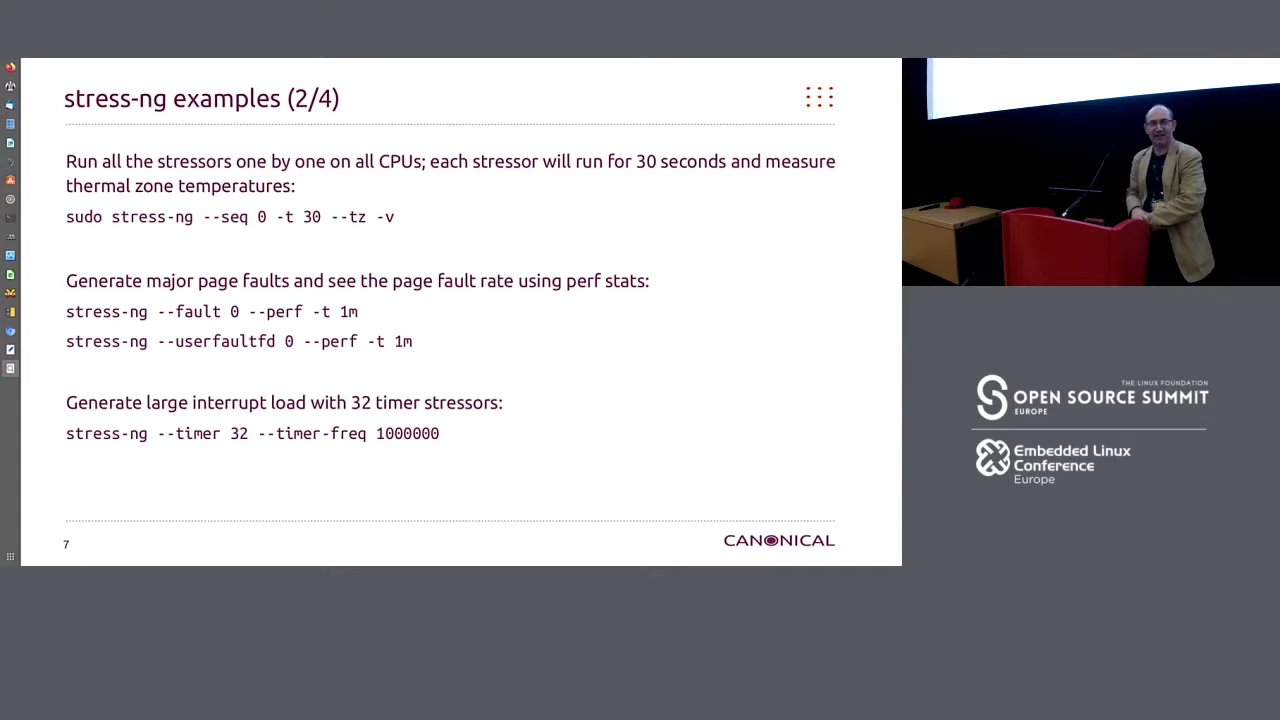 stress-ng examples (2/4)
Run all the stressors one by one on all CPUs; each stressor will run for 30 seconds and measure
thermal zone temperatures:
sudo stress-ng --seq 0 -t 30 --tz -v
Generate major page faults and see the page fault rate using perf stats:
stress-ng --fault 0 --perf -t 1m
stress-ng --userfaultfd 0 --perf -t 1m
Generate large interrupt load with 32 timer stressors:
stress-ng --timer 32 --timer-freq 1000000
7
CANONICAL
THE LINUX FOUNDATION
OPEN SOURCE SUMMIT
EUROPE
Embedded Linux
Conference
Europe